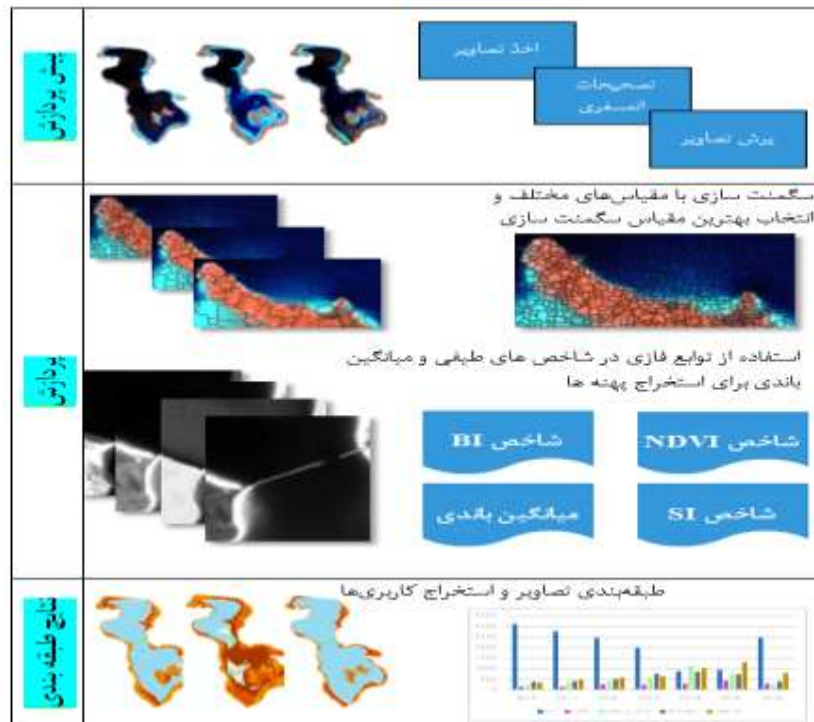 پیش پردازش
اخذ تصاویر
تصحیحات
اتمسفری
برش تصاویر
پردازش
سگمنت سازی با مقیاس‌های مختلف و
انتخاب بهترین مقیاس سگمنت سازی
استفاده از توابع فازی در شاخص های طیفی و میانگین
باندی برای استخراج پهنه ها
شاخص NDVI
شاخص BI
شاخص SI
میانگین باندی
نتایج طبقه بندی
طبقه‌بندی تصاویر و استخراج کاربری‌ها